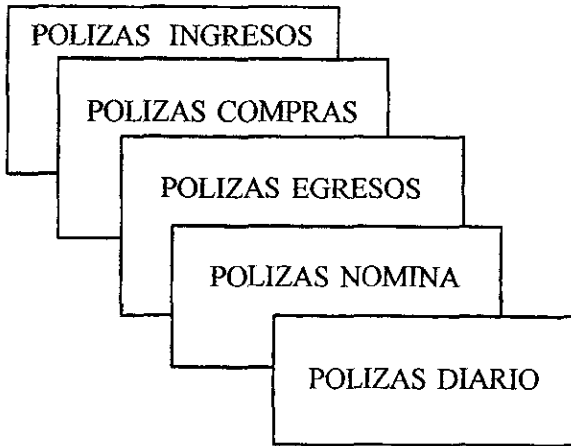 POLIZAS INGRESOS
POLIZAS COMPRAS
POLIZAS EGRESOS
POLIZAS NOMINA
POLIZAS DIARIO